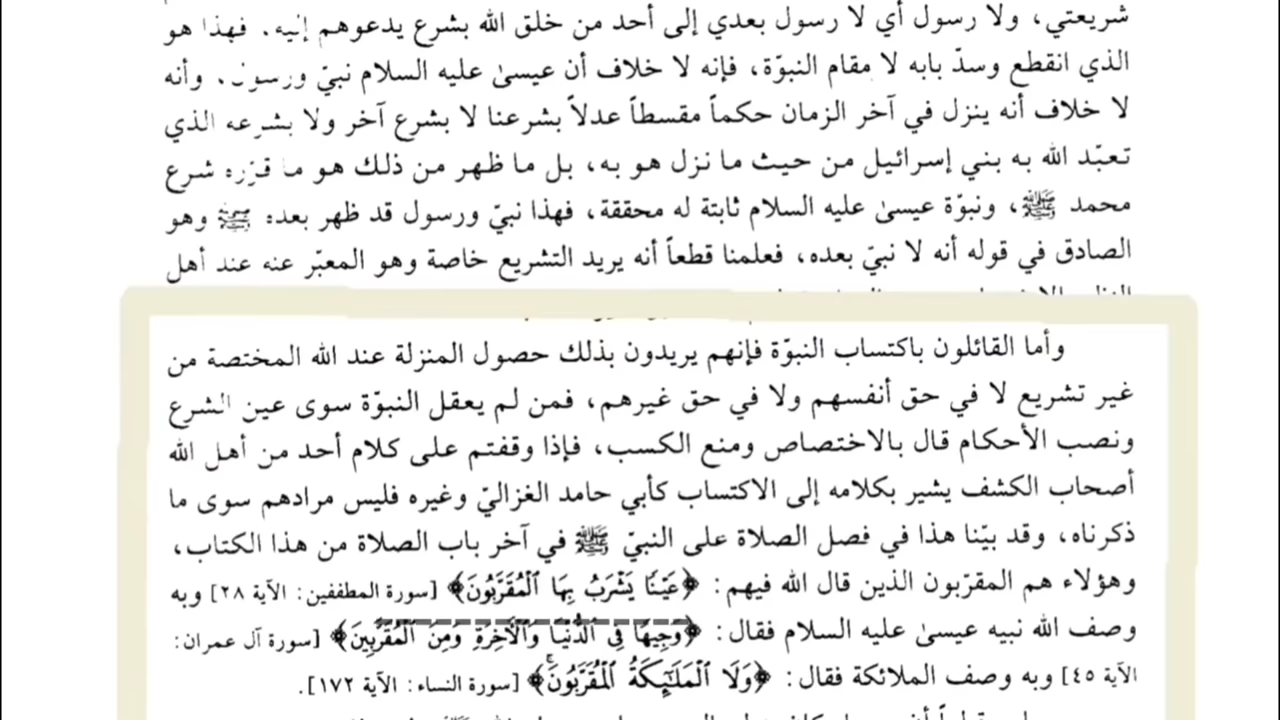 شريعتي، ولا رسول أي لا رسول بعدي إلى أحد من خلق الله بشرع يدعوهم إليه. فهذا هو
الذي انقطع وسدّ بابه لا مقام النبوّة، فإنه لا خلاف أن عيسىٰ عليه السلام نبيّ ورسول. وأنه
لا خلاف أنه ينزل في آخر الزمان حكماً مقسطاً عدلاً بشرعنا لا بشرع آخر ولا بشرعه الذي
تعبّد الله به بني إسرائيل من حيث ما نزل هو به، بل ما ظهر من ذلك هو ما قرّره شرع
محمد ﷺ، ونبوّة عيسىٰ عليه السلام ثابتة له محققة، فهذا نبيّ ورسول قد ظهر بعده ﷺ وهو
الصادق في قوله أنه لا نبيّ بعده، فعلمنا قطعاً أنه يريد التشريع خاصة وهو المعبّر عنه عند أهل
وأما القائلون باكتساب النبوّة فإنهم يريدون بذلك حصول المنزلة عند الله المختصة من
غير تشريع لا في حق أنفسهم ولا في حق غيرهم، فمن لم يعقل النبوّة سوى عين الشرع
ونصب الأحكام قال بالاختصاص ومنع الكسب، فإذا وقفتم على كلام أحد من أهل الله
أصحاب الكشف يشير بكلامه إلى الاكتساب كأبي حامد الغزاليّ وغيره فليس مرادهم سوى ما
ذكرناه، وقد بيّنا هذا في فصل الصلاة على النبيّ ﷺ في آخر باب الصلاة من هذا الكتاب،
وهؤلاء هم المقرّبون الذين قال الله فيهم: ﴿عَيْنًا يَشْرَبُ بِهَا ٱلْمُقَرَّبُونَ﴾ [سورة المطففين: الآية ٢٨] وبه
وصف الله نبيه عيسىٰ عليه السلام فقال: ﴿وَجِيهًا فِي ٱلدُّنْيَا وَٱلْآخِرَةِ وَمِنَ ٱلْمُقَرَّبِينَ﴾ [سورة آل عمران:
الآية ٤٥] وبه وصف الملائكة فقال: ﴿وَلَا ٱلْمَلَٰٓئِكَةُ ٱلْمُقَرَّبُونَ﴾ [سورة النساء: الآية ١٧٢].